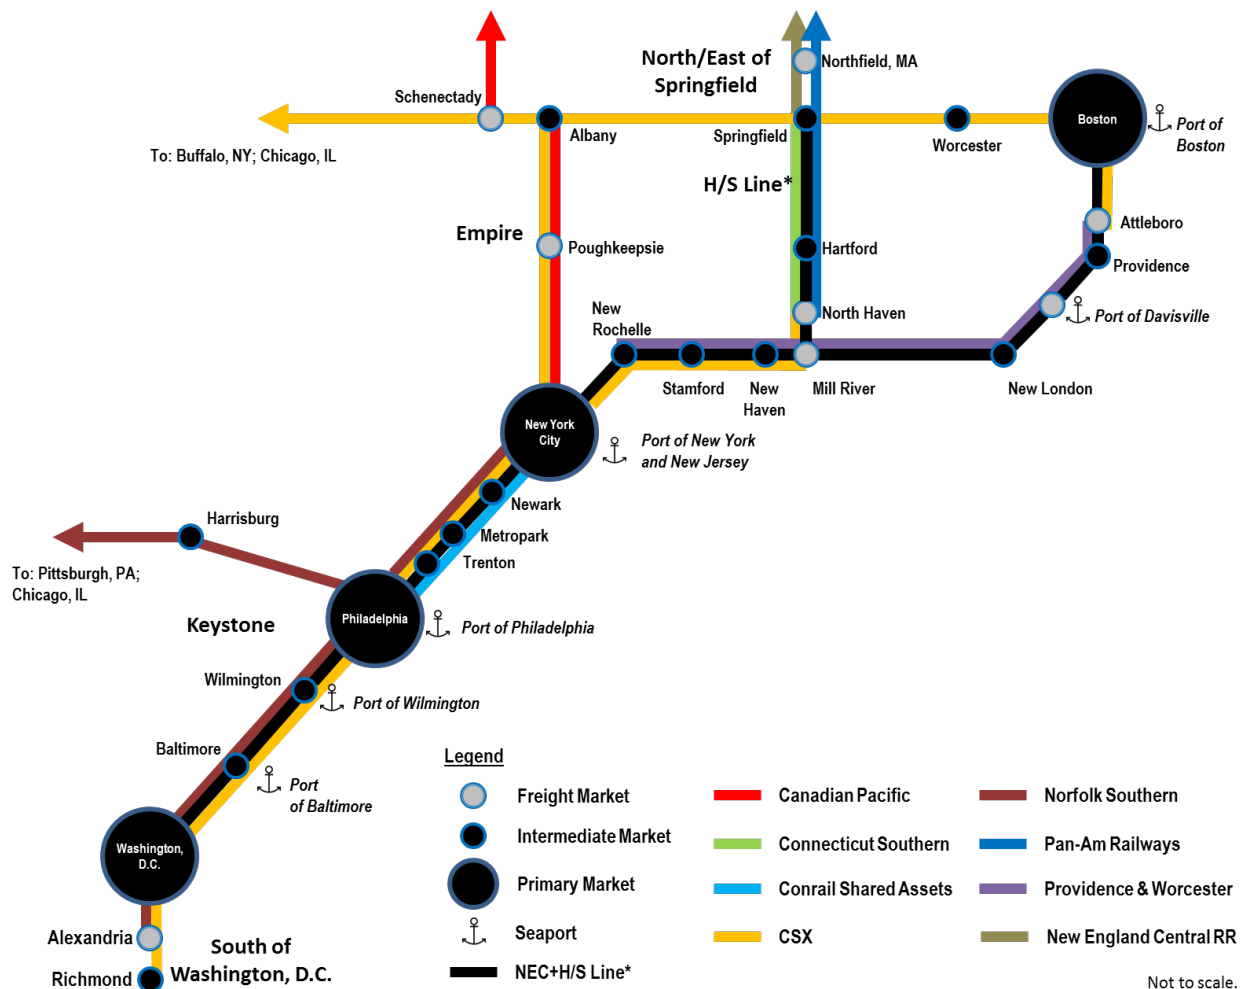 North/East of
Springfield
Northfield, MA
Schenectady
Albany
Springfield
Worcester
Boston
Port of
Boston
To: Buffalo, NY; Chicago, IL
H/S Line*
Empire
Poughkeepsie
Hartford
Attleboro
Providence
New
Rochelle
North Haven
Port of Davisville
Stamford
New
Haven
Mill River
New London
New York
City
Port of New York
and New Jersey
Newark
Metropark
Trenton
Harrisburg
To: Pittsburgh, PA;
Chicago, IL
Keystone
Philadelphia
Port of Philadelphia
Wilmington
Port of Wilmington
Baltimore
Port
of Baltimore
Washington,
D.C.
Alexandria
Richmond
South of
Washington, D.C.
Legend
Freight Market
Intermediate Market
Primary Market
Seaport
NEC+H/S Line*
Canadian Pacific
Connecticut Southern
Conrail Shared Assets
CSX
Norfolk Southern
Pan-Am Railways
Providence & Worcester
New England Central RR
Not to scale.